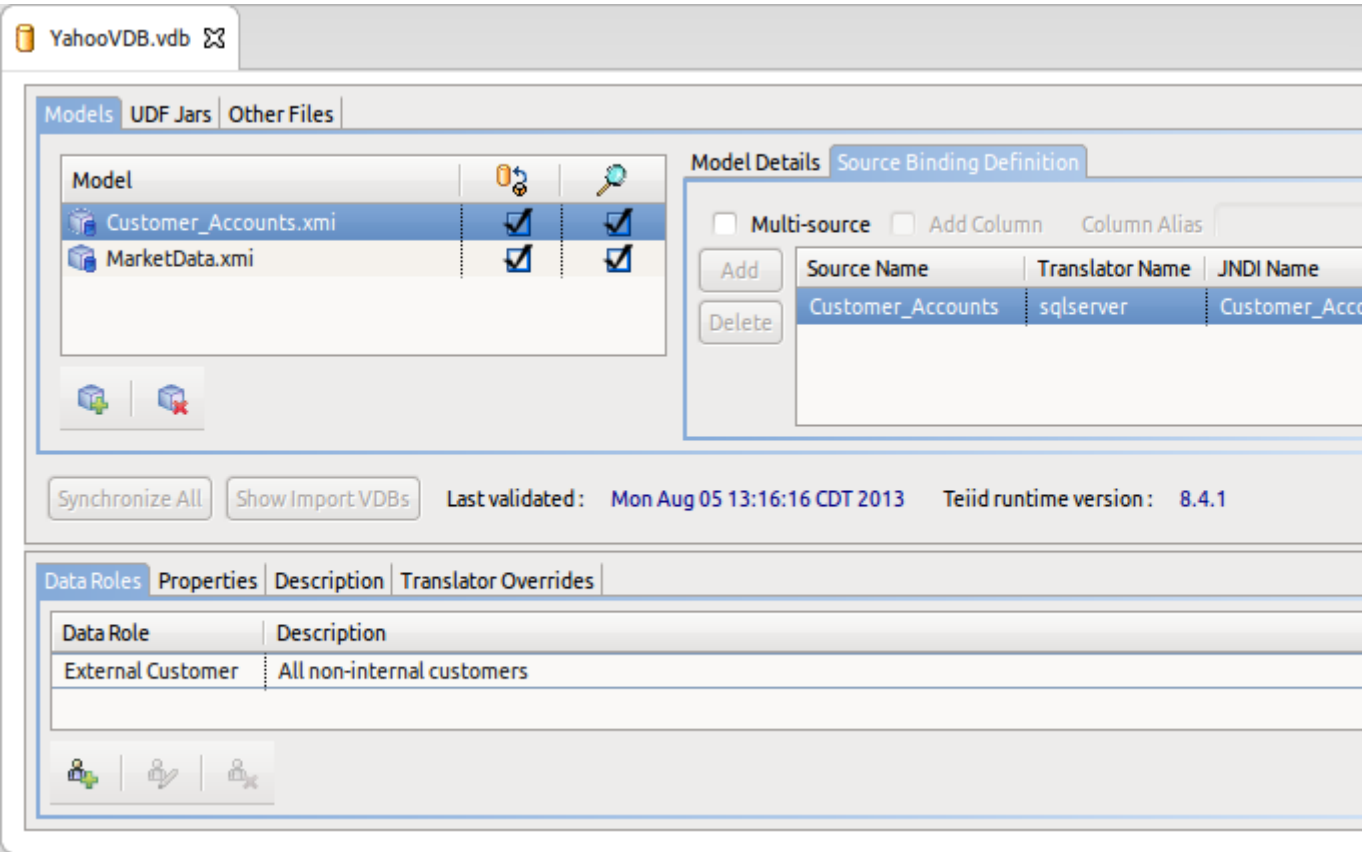 YahooVDB.vdb
Models UDF Jars Other Files
Model
Customer_Accounts.xmi
MarketData.xmi
Model Details Source Binding Definition
Multi-source Add Column Column Alias
Add
Delete
Source Name Translator Name JNDI Name
Customer_Accounts sqlserver Customer_Acco
Synchronize All Show Import VDBs Last validated : Mon Aug 05 13:16:16 CDT 2013 Teiid runtime version : 8.4.1
Data Roles Properties Description Translator Overrides
Data Role Description
External Customer All non-internal customers